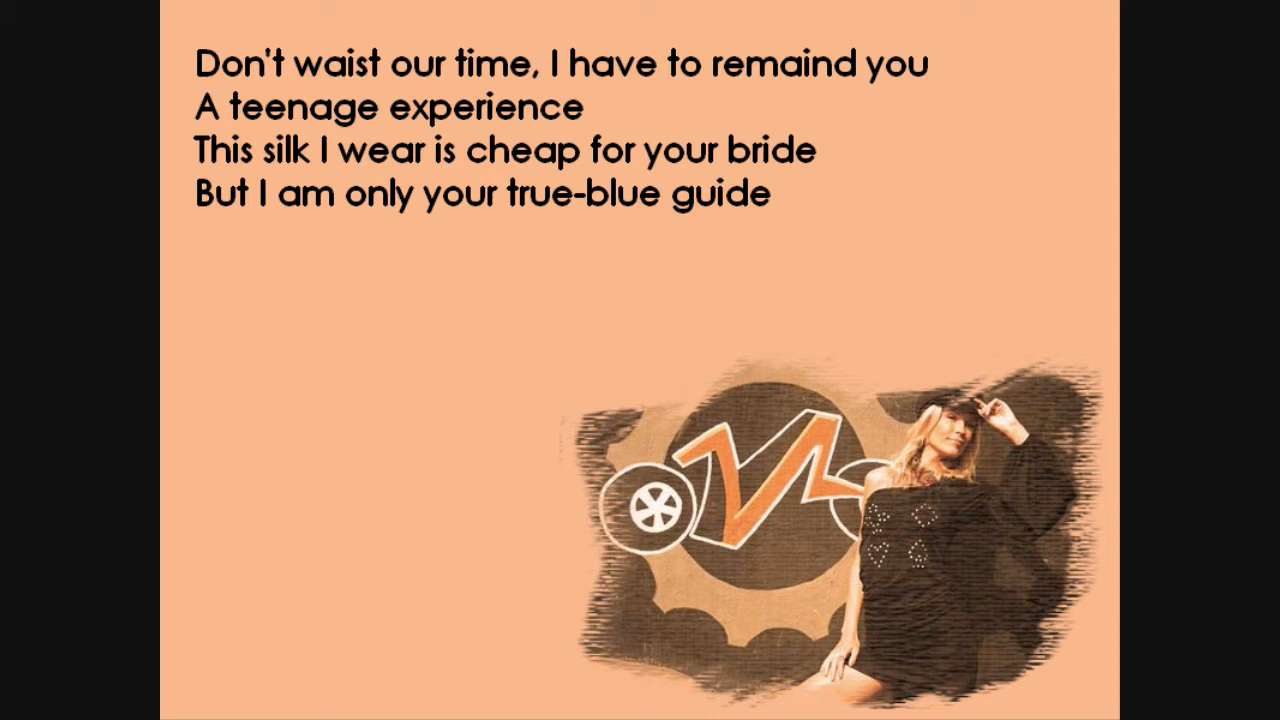 Don't waist our time, I have to remaind you
A teenage experience
This silk I wear is cheap for your bride
But I am only your true-blue guide